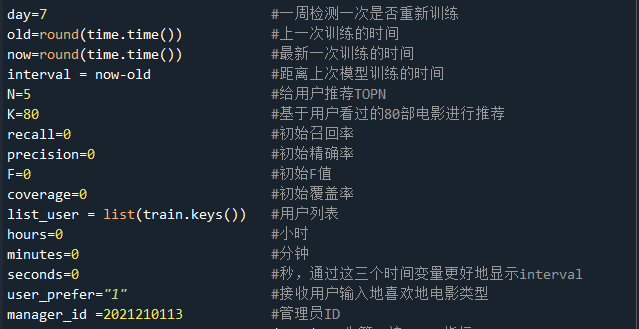 day=7 #一周检测一次是否重新训练
old=round(time.time()) #上一次训练的时间
now=round(time.time()) #最新一次训练的时间
interval = now-old #距离上次模型训练的时间
N=5 #给用户推荐TOPN
K=80 #基于用户看过的80部电影进行推荐
recall=0 #初始召回率
precision=0 #初始精确率
F=0 #初始F值
coverage=0 #初始覆盖率
list_user = list(train.keys()) #用户列表
hours=0 #小时
minutes=0 #分钟
seconds=0 #秒，通过这三个时间变量更好地显示interval
user_prefer="1" #接收用户输入地喜欢地电影类型
manager_id =2021210113 #管理员ID